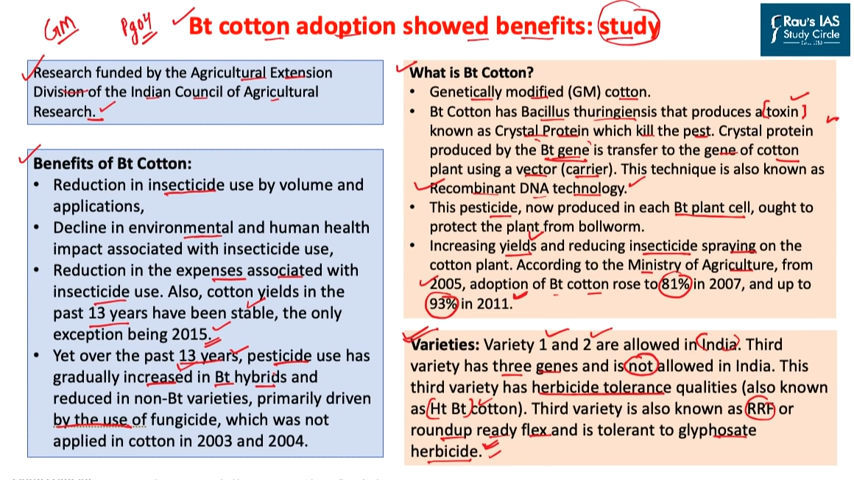 GM
Pg04
Bt cotton adoption showed benefits: study
Rau's IAS
Study Circle
Research funded by the Agricultural Extension
Division of the Indian Council of Agricultural
Research.
Benefits of Bt Cotton:
• Reduction in insecticide use by volume and
applications,
• Decline in environmental and human health
impact associated with insecticide use,
• Reduction in the expenses associated with
insecticide use. Also, cotton yields in the
past 13 years have been stable, the only
exception being 2015.
• Yet over the past 13 years, pesticide use has
gradually increased in Bt hybrids and
reduced in non-Bt varieties, primarily driven
by the use of fungicide, which was not
applied in cotton in 2003 and 2004.
What is Bt Cotton?
• Genetically modified (GM) cotton.
• Bt Cotton has Bacillus thuringiensis that produces a toxin
known as Crystal Protein which kill the pest. Crystal protein
produced by the Bt gene is transfer to the gene of cotton
plant using a vector (carrier). This technique is also known as
Recombinant DNA technology.
• This pesticide, now produced in each Bt plant cell, ought to
protect the plant from bollworm.
• Increasing yields and reducing insecticide spraying on the
cotton plant. According to the Ministry of Agriculture, from
2005, adoption of Bt cotton rose to 81% in 2007, and up to
93% in 2011.
Varieties: Variety 1 and 2 are allowed in India. Third
variety has three genes and is not allowed in India. This
third variety has herbicide tolerance qualities (also known
as Ht Bt cotton). Third variety is also known as RRF or
roundup ready flex and is tolerant to glyphosate
herbicide.